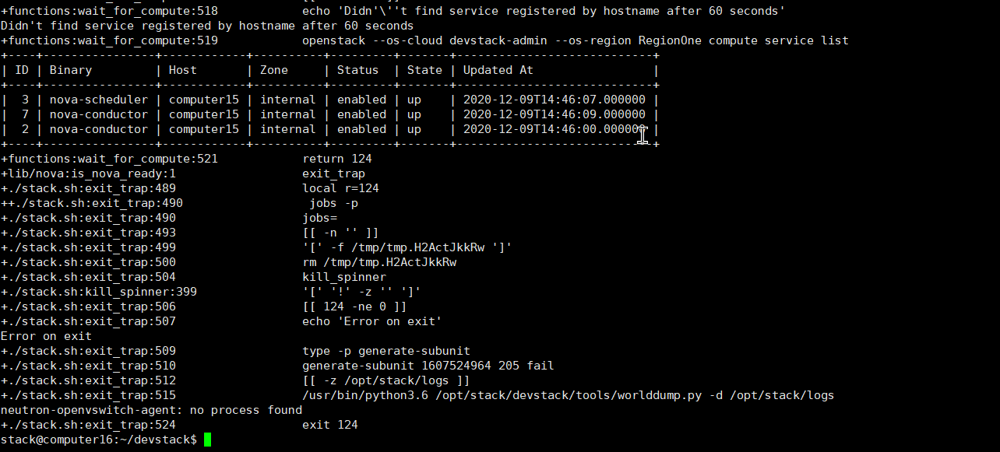 +functions:wait_for_compute:518            echo 'Didn'\''t find service registered by hostname after 60 seconds'
Didn't find service registered by hostname after 60 seconds
+functions:wait_for_compute:519            openstack --os-cloud devstack-admin --os-region RegionOne compute service list
+----+----------------+------------+----------+---------+-------+----------------------------+
| ID | Binary         | Host       | Zone     | Status  | State | Updated At                 |
+----+----------------+------------+----------+---------+-------+----------------------------+
|  3 | nova-scheduler | computer15 | internal | enabled | up    | 2020-12-09T14:46:07.000000 |
|  7 | nova-conductor | computer15 | internal | enabled | up    | 2020-12-09T14:46:09.000000 |
|  2 | nova-conductor | computer15 | internal | enabled | up    | 2020-12-09T14:46:00.000000 |
+----+----------------+------------+----------+---------+-------+----------------------------+
+functions:wait_for_compute:521            return 124
+lib/nova:is_nova_ready:1                  exit_trap
+./stack.sh:exit_trap:489                  local r=124
++./stack.sh:exit_trap:490                  jobs -p
+./stack.sh:exit_trap:490                  jobs=
+./stack.sh:exit_trap:493                  [[ -n '' ]]
+./stack.sh:exit_trap:499                  '[' -f /tmp/tmp.H2ActJkkRw ']'
+./stack.sh:exit_trap:500                  rm /tmp/tmp.H2ActJkkRw
+./stack.sh:exit_trap:504                  kill_spinner
+./stack.sh:kill_spinner:399               '[' '!' -z '' ']'
+./stack.sh:exit_trap:506                  [[ 124 -ne 0 ]]
+./stack.sh:exit_trap:507                  echo 'Error on exit'
Error on exit
+./stack.sh:exit_trap:509                  type -p generate-subunit
+./stack.sh:exit_trap:510                  generate-subunit 1607524964 205 fail
+./stack.sh:exit_trap:512                  [[ -z /opt/stack/logs ]]
+./stack.sh:exit_trap:515                  /usr/bin/python3.6 /opt/stack/devstack/tools/worlddump.py -d /opt/stack/logs
neutron-openvswitch-agent: no process found
+./stack.sh:exit_trap:524                  exit 124
stack@computer16:~/devstack$